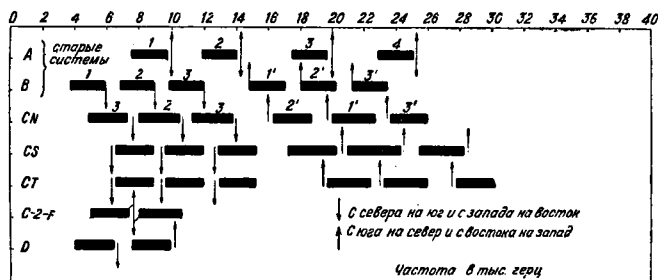 0 2 4 6 8 10 12 14 16 18 20 22 24 26 28 30 32 34 36 38 40
A старые системы 1 2 3 4
B 1 2 3 1' 2' 3'
CN 3 2 3 2' 1' 3'
CS
CT
C-2-F
D
С севера на юг и с запада на восток
С юга на север и с востока на запад
Частота в тыс. герц